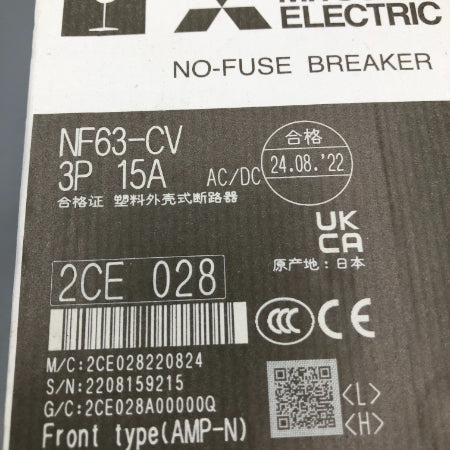 ELECTRIC
NO-FUSE BREAKER
NF63-CV
3P 15A AC/DC
合格
24.08.'22
合格证 塑料外壳式断路器
UK
CA
原产地:日本
2CE 028
CCC CE
M/C:2CE028220824
S/N:2208159215
G/C:2CE028A00000Q
<L>
<H>
Front type(AMP-N)